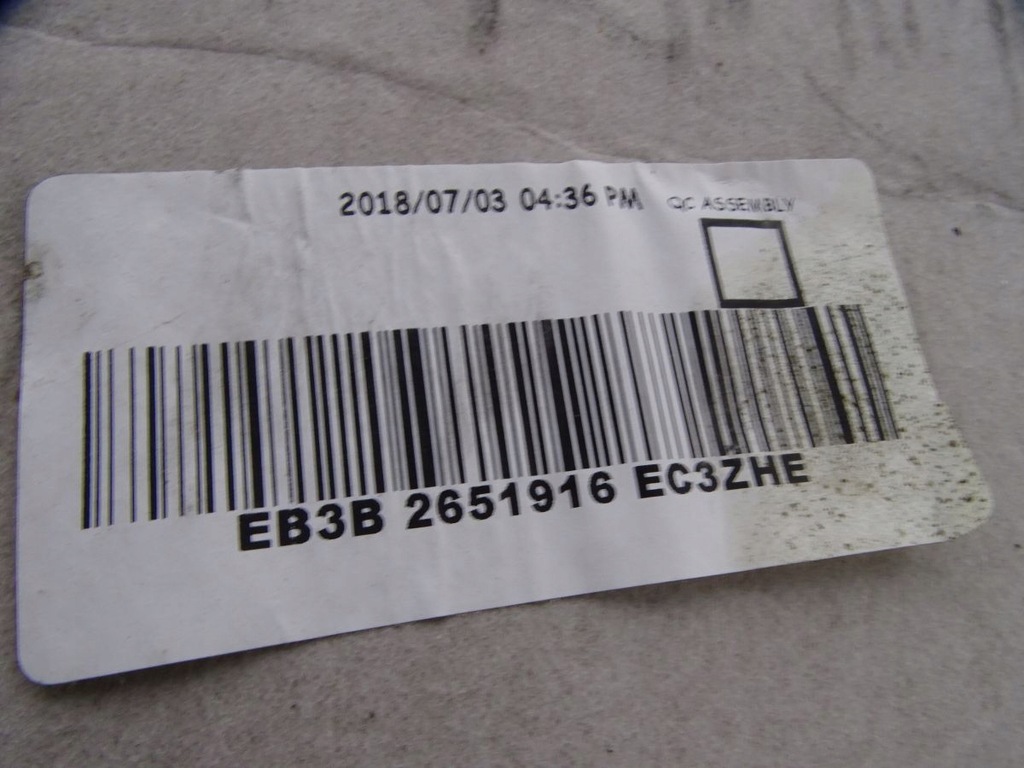 2018/07/03 04:36 PM QC ASSEMBLY
EB3B 2651916 EC3ZHE